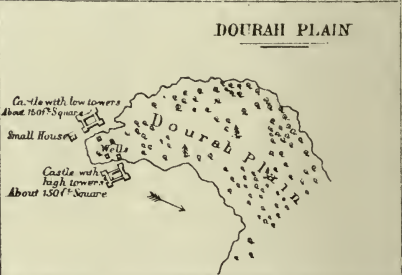 DOURAH PLAIN
Castle with low towers
About 150 ft Square
Small House
Wells
Dourah Plain
Castle with
high towers
About 150 ft Square